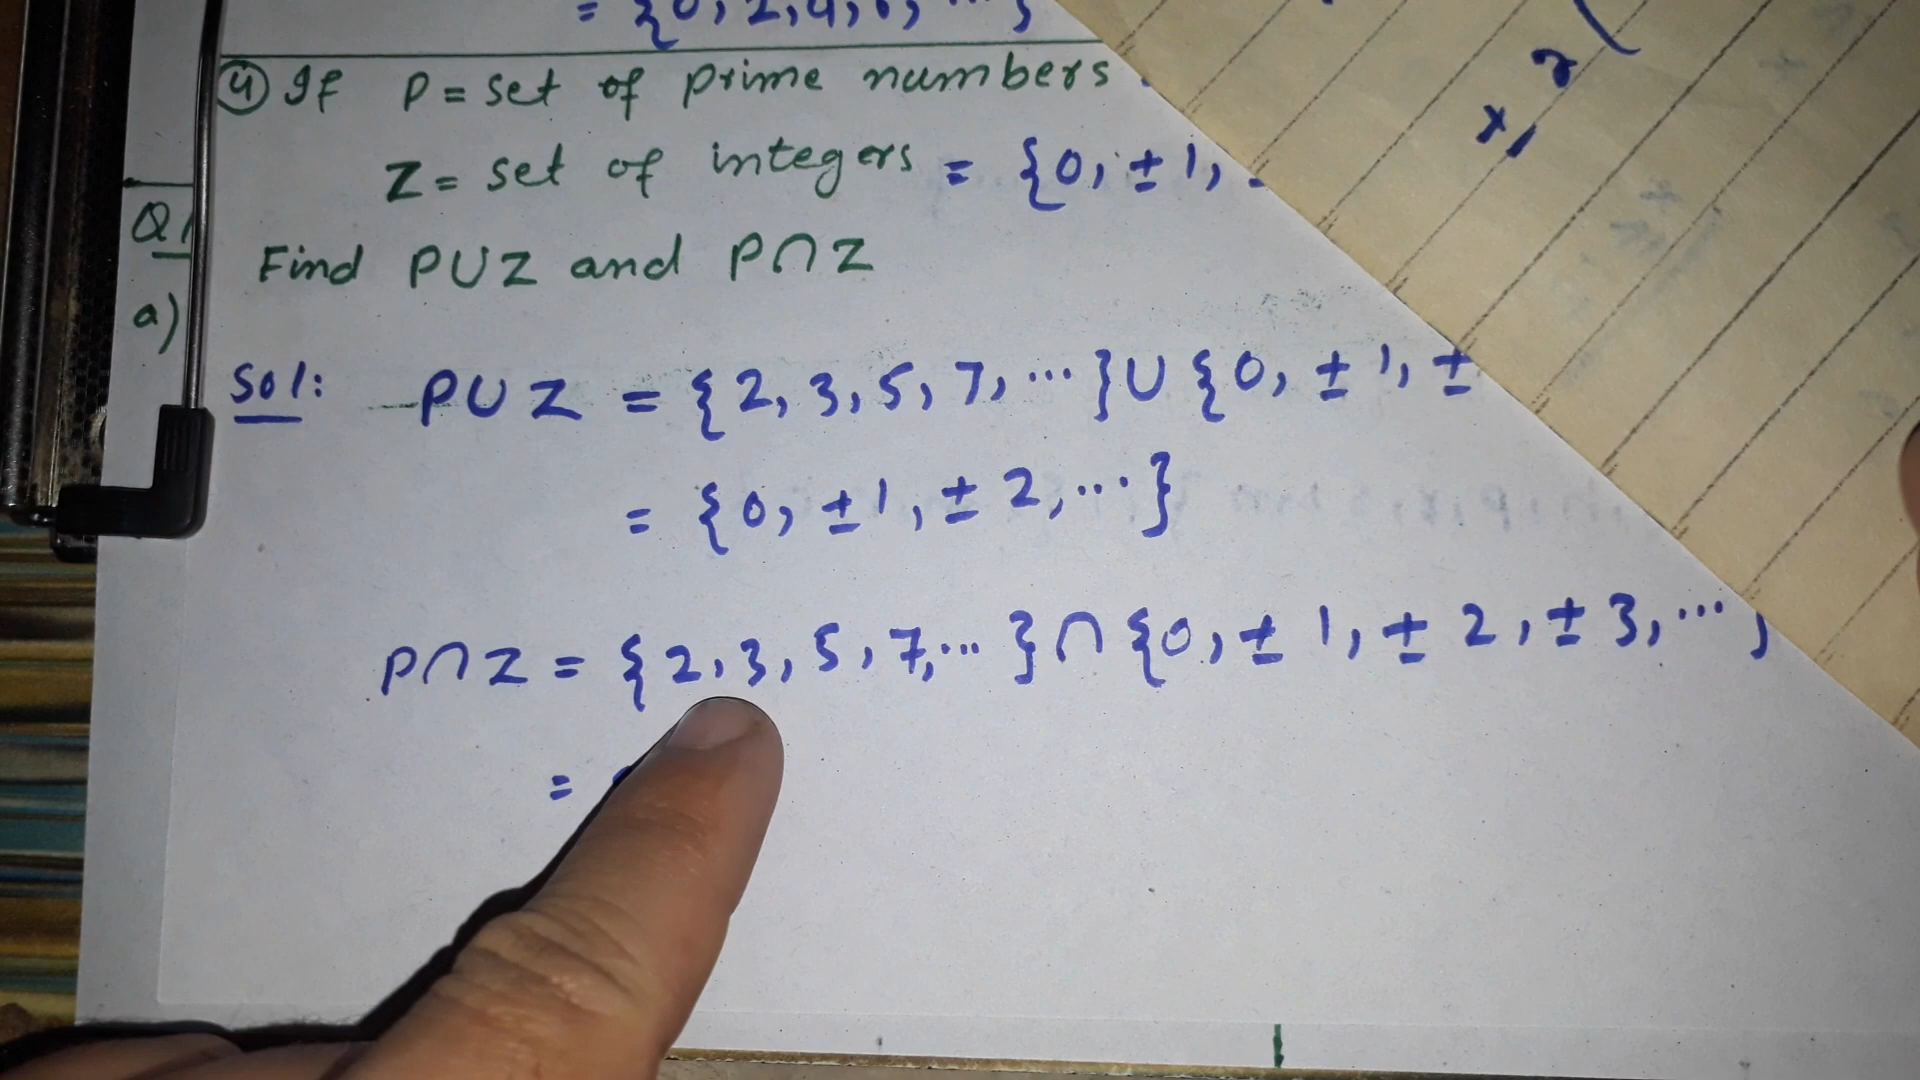 = {0, 2, 4, 6, ... }
4 If P = set of prime numbers
Z = set of integers = {0, ± 1,
Q1
Find P∪Z and P∩Z
a)
Sol: P∪Z = {2, 3, 5, 7, ... } ∪ {0, ± 1, ±
= {0, ±1, ± 2, ... }
P∩Z = {2, 3, 5, 7, ... } ∩ {0, ± 1, ± 2, ± 3, ... }
=